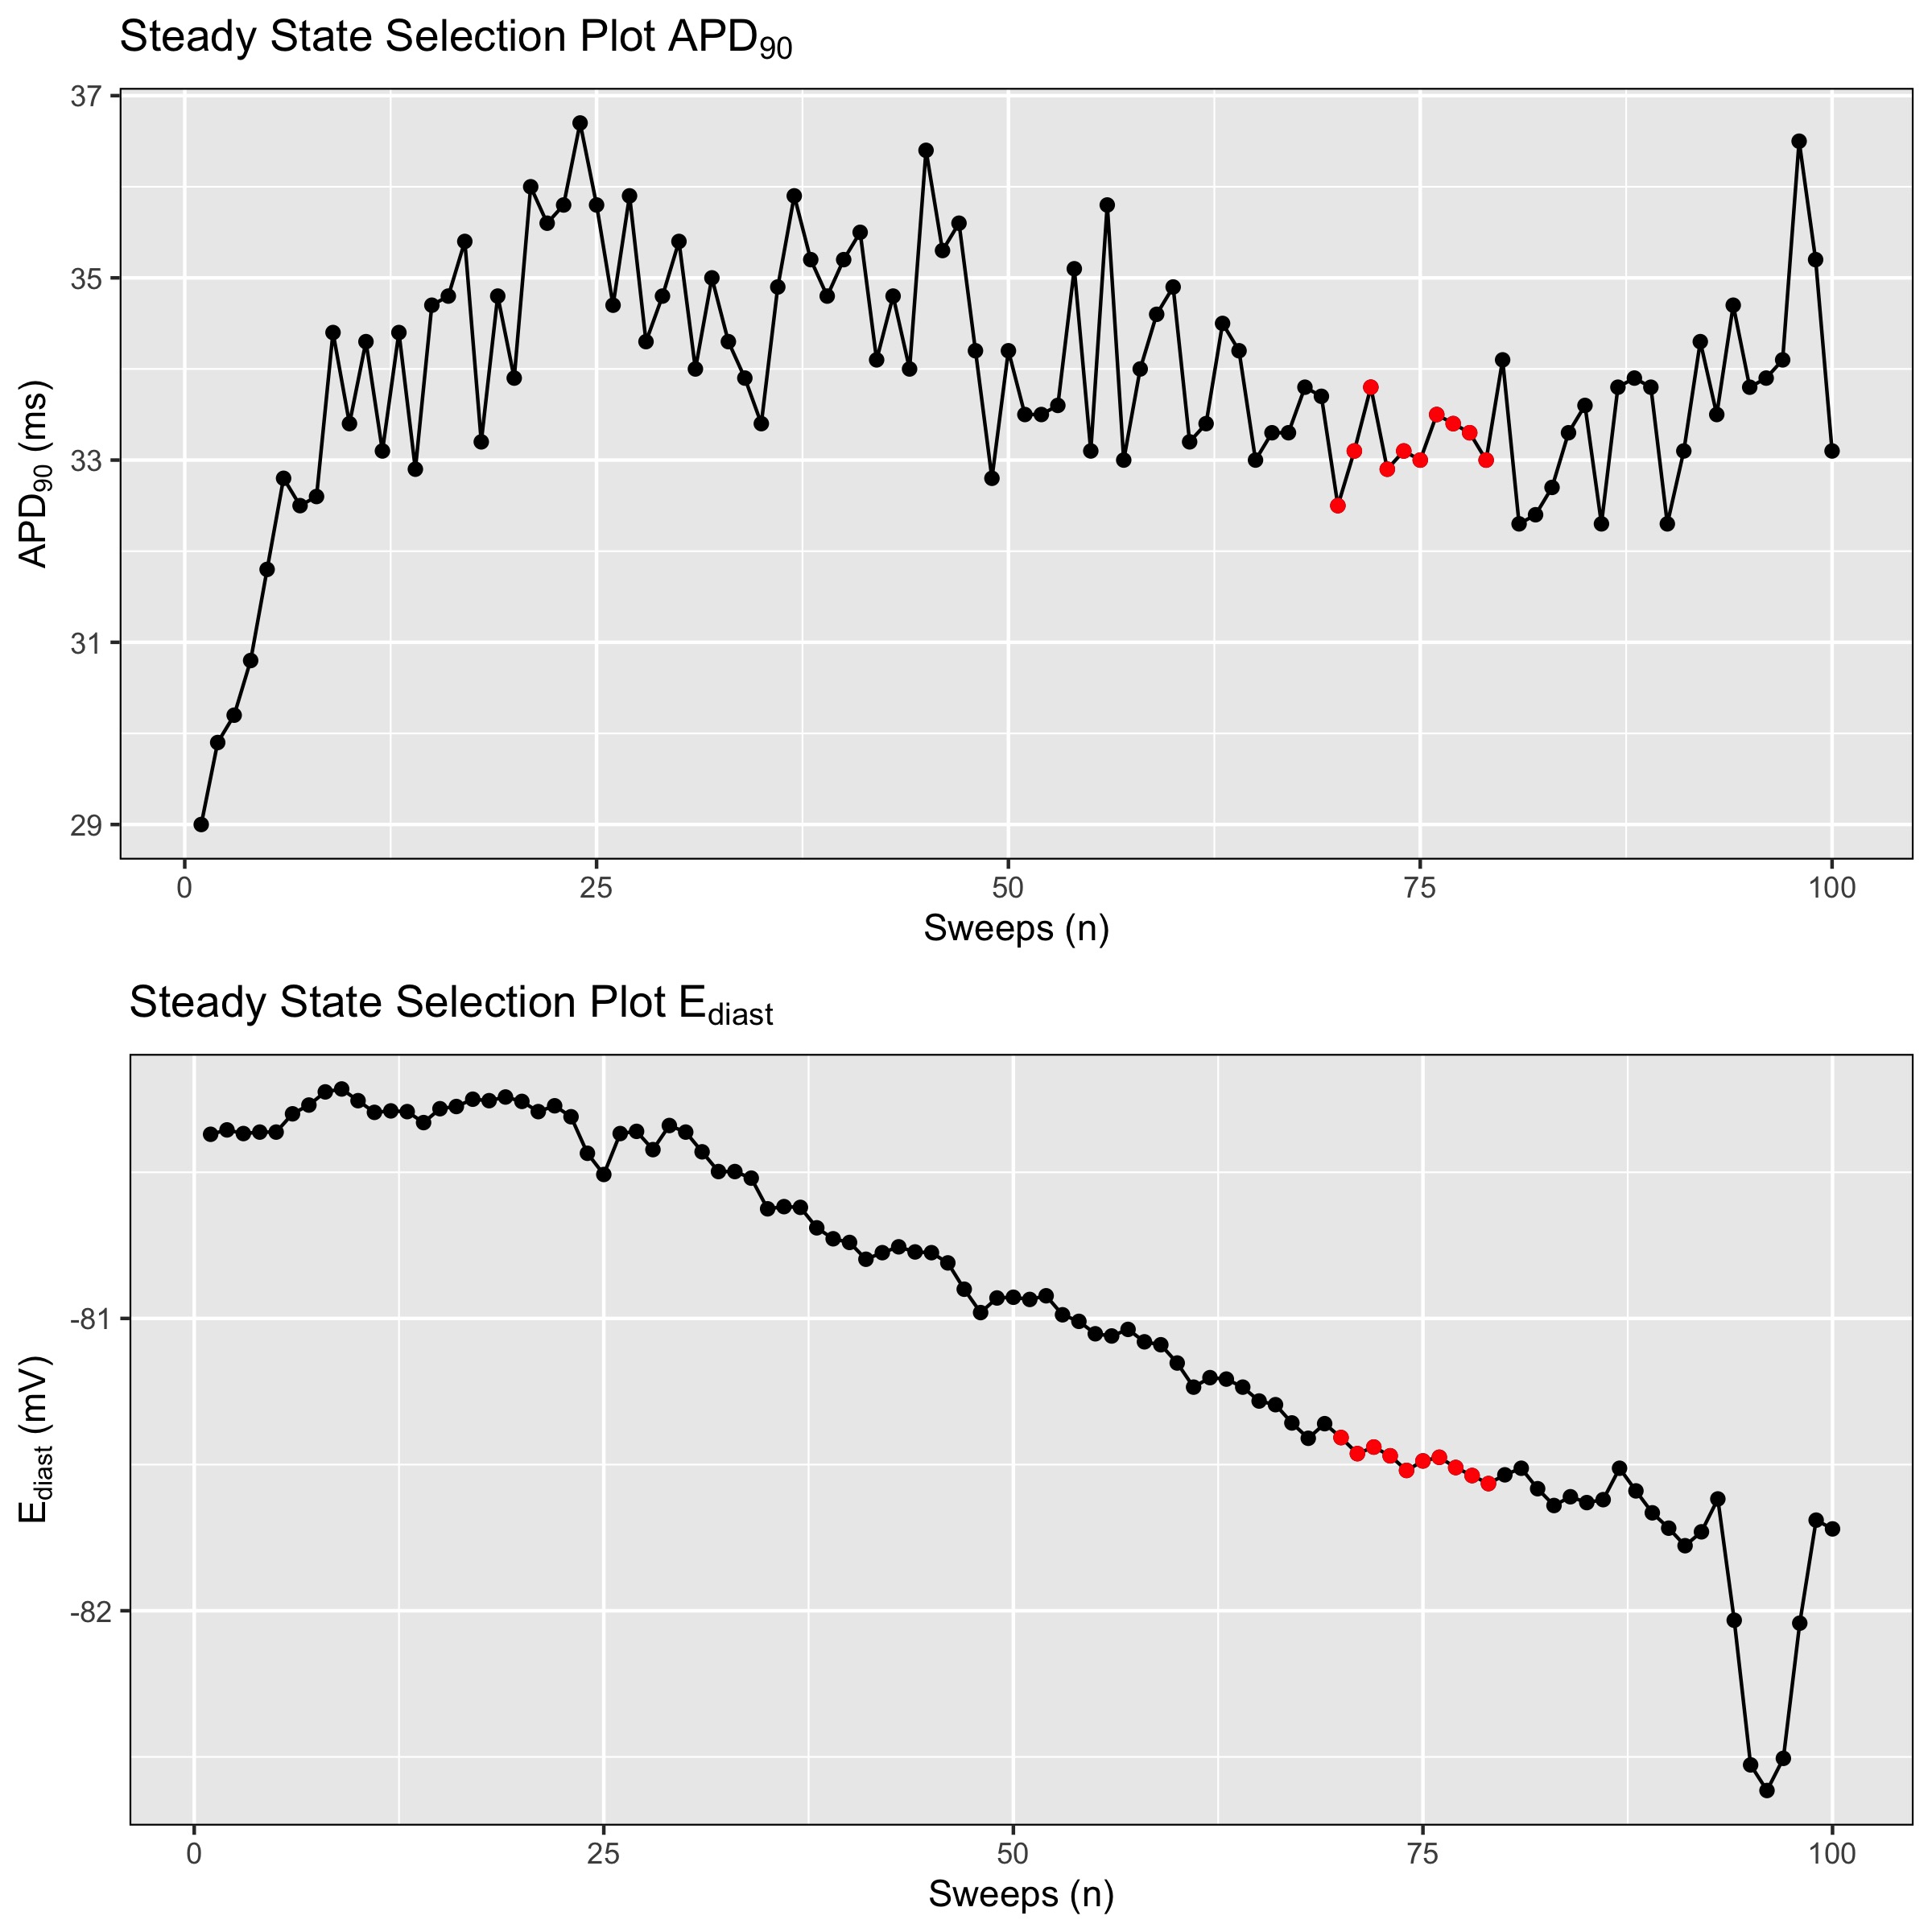 Steady State Selection Plot APD90
37
35
33
31
29
APD90 (ms)
0 25 50 75 100
Sweeps (n)
Steady State Selection Plot Ediast
-81
-82
Ediast (mV)
0 25 50 75 100
Sweeps (n)